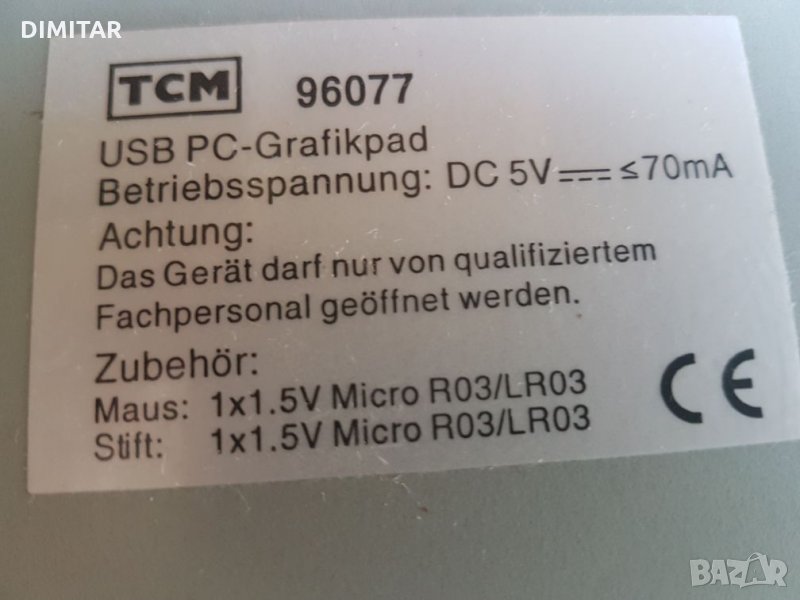 DIMITAR
TCM 96077
USB PC-Grafikpad
Betriebsspannung: DC 5V ⎓ ≤70mA
Achtung:
Das Gerät darf nur von qualifiziertem
Fachpersonal geöffnet werden.
Zubehör:
Maus: 1x1.5V Micro R03/LR03
Stift: 1x1.5V Micro R03/LR03
CE
BAZAR